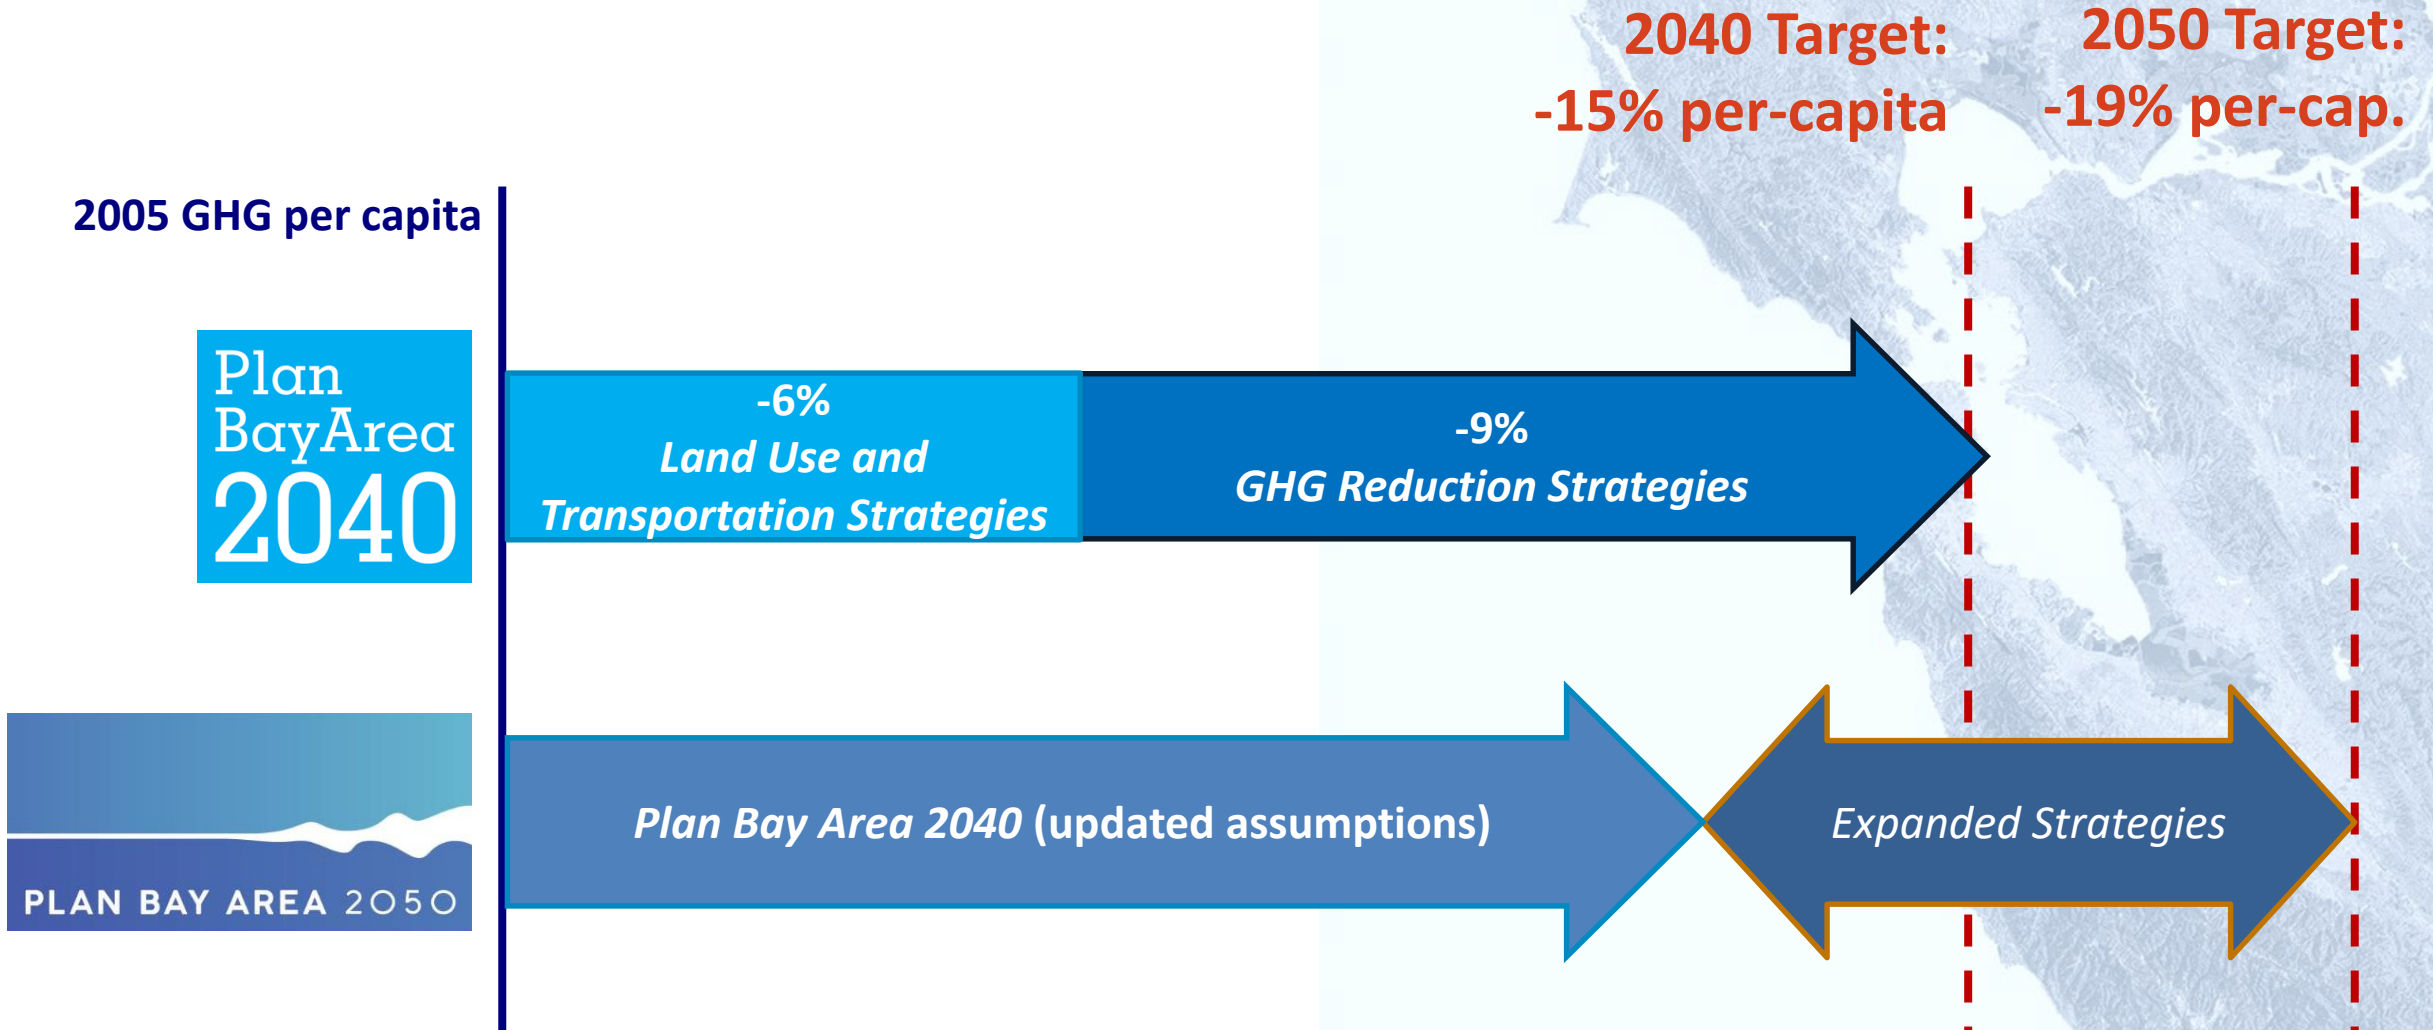 2040 Target:
-15% per-capita
2050 Target:
-19% per-cap.
2005 GHG per capita
Plan
BayArea
2040
-6%
Land Use and
Transportation Strategies
-9%
GHG Reduction Strategies
PLAN BAY AREA 2050
Plan Bay Area 2040 (updated assumptions)
Expanded Strategies